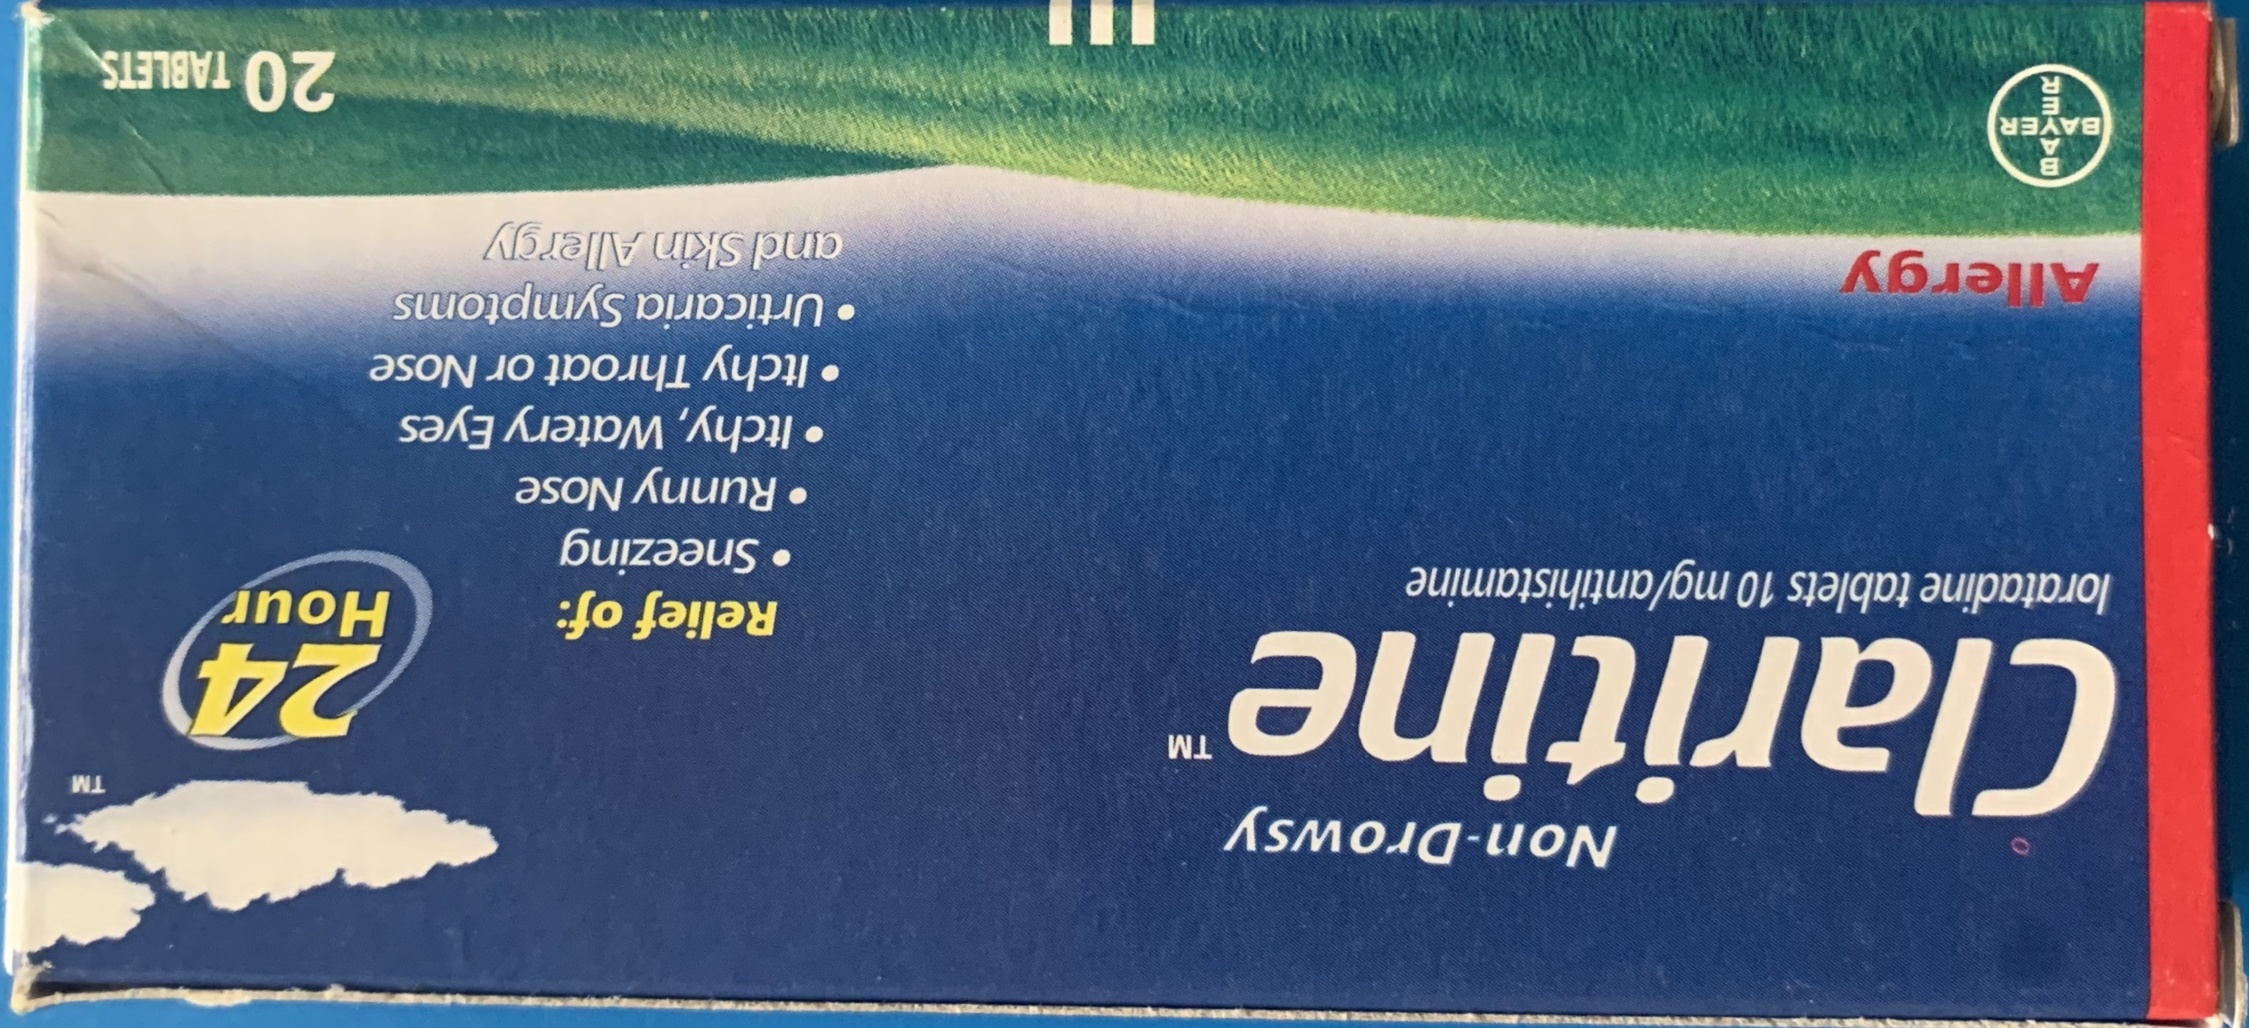 Non-Drowsy
Claritine™
loratadine tablets 10 mg/antihistamine
Allergy
BAYER
BAYER
™
24
Hour
Relief of:
• Sneezing
• Runny Nose
• Itchy, Watery Eyes
• Itchy Throat or Nose
• Urticaria Symptoms
and Skin Allergy
20 TABLETS